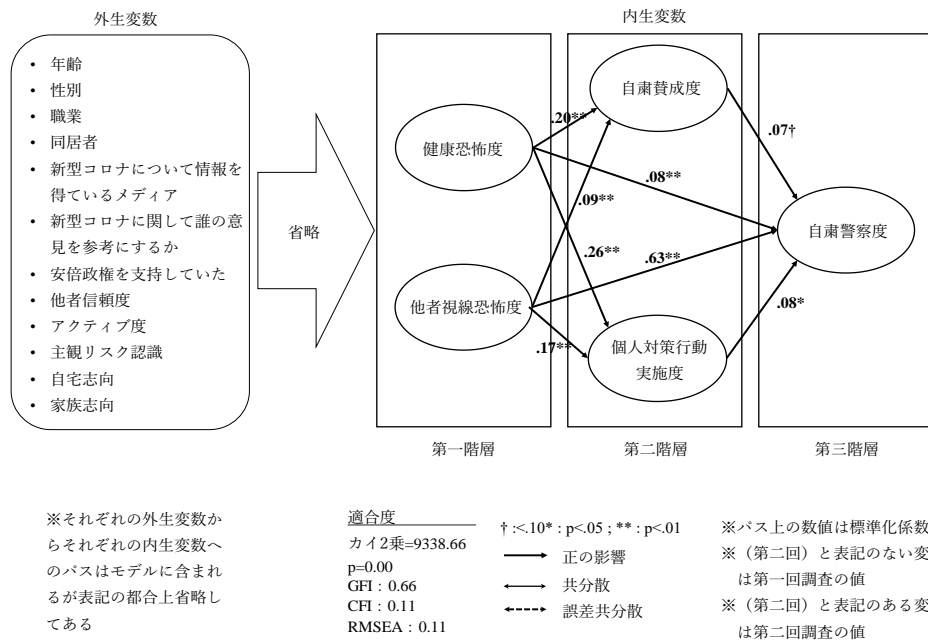 外生変数
• 年齢
• 性別
• 職業
• 同居者
• 新型コロナについて情報を
得ているメディア
• 新型コロナに関して誰の意
見を参考にするか
• 安倍政権を支持していた
• 他者信頼度
• アクティブ度
• 主観リスク認識
• 自宅志向
• 家族志向
省略
内生変数
健康恐怖度
他者視線恐怖度
自粛賛成度
個人対策行動
実施度
自粛警察度
.20**
.07†
.08**
.09**
.26**
.63**
.08*
.17**
第一階層
第二階層
第三階層
※それぞれの外生変数か
らそれぞれの内生変数へ
のパスはモデルに含まれ
るが表記の都合上省略し
てある
適合度
カイ2乗=9338.66
p=0.00
GFI : 0.66
CFI : 0.11
RMSEA : 0.11
† :<.10* : p<.05 ; ** : p<.01
正の影響
共分散
誤差共分散
※パス上の数値は標準化係数
※（第二回）と表記のない変
は第一回調査の値
※（第二回）と表記のある変
は第二回調査の値